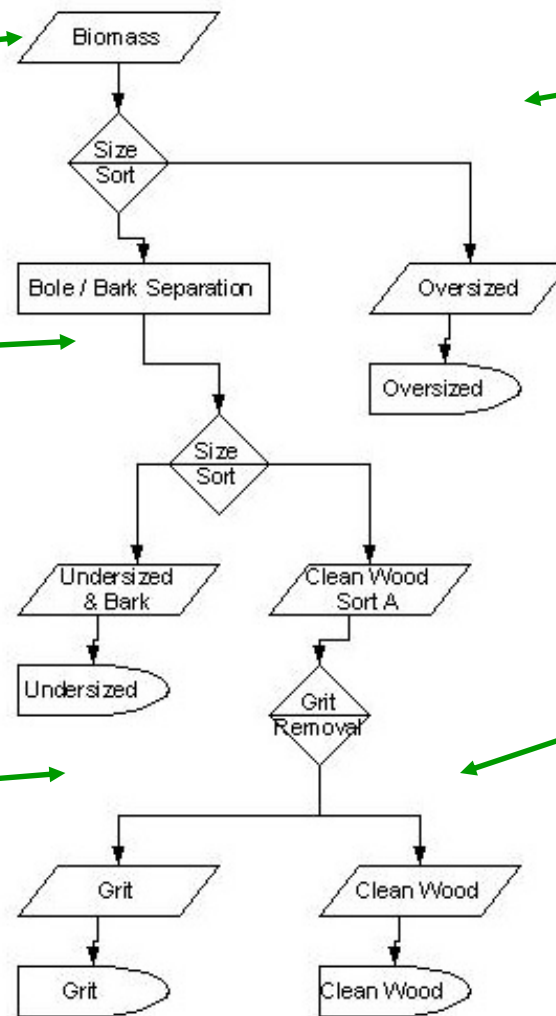 Biomass
Size
Sort
Bole / Bark Separation
Oversized
Oversized
Size
Sort
Undersized
& Bark
Clean Wood
Sort A
Undersized
Grit
Removal
Grit
Clean Wood
Grit
Clean Wood